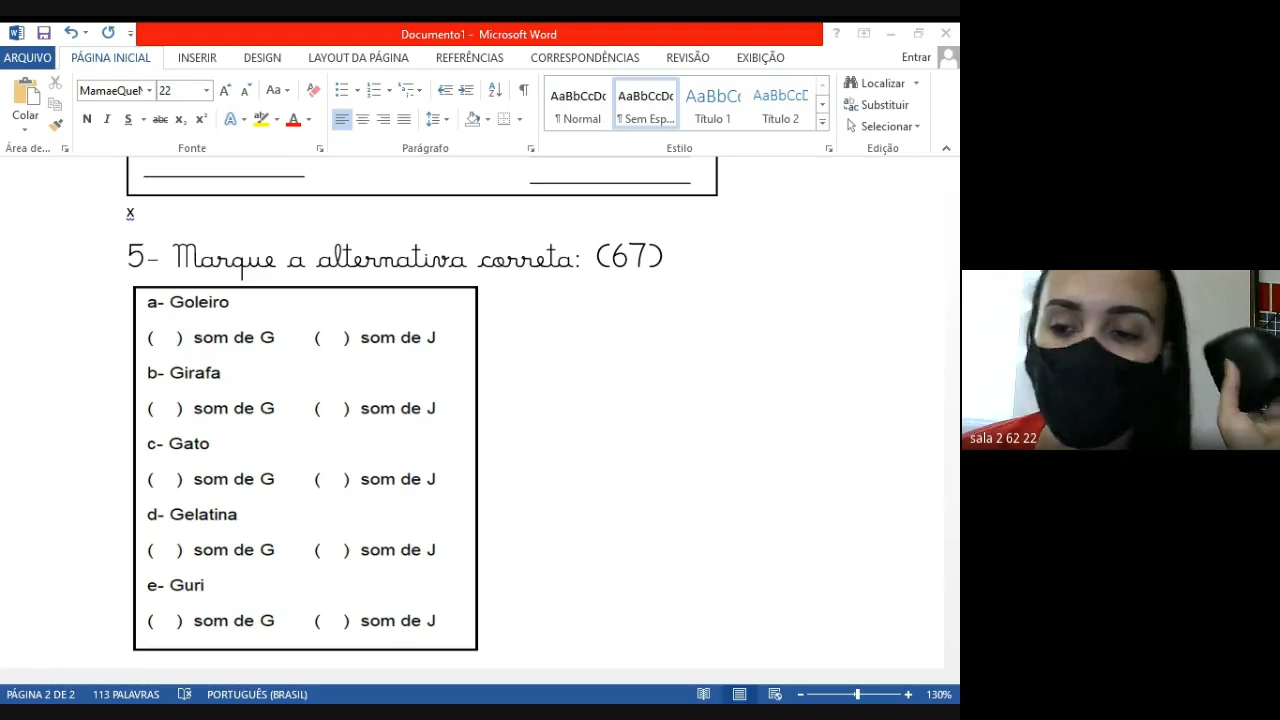 Documento1 - Microsoft Word
?
ARQUIVO PÁGINA INICIAL INSERIR DESIGN LAYOUT DA PÁGINA REFERÊNCIAS CORRESPONDÊNCIAS REVISÃO EXIBIÇÃO Entrar
MamaeQueN 22 Aa AaBbCcDc AaBbCcDc AaBbC( AaBbCcD Localizar
Colar N I S abc x₂ x² A A ¶ Normal ¶ Sem Esp... Título 1 Título 2 Substituir
Selecionar
Área de... Fonte Parágrafo Estilo Edição
x
5- Marque a alternativa correta: (67)
a- Goleiro
( ) som de G ( ) som de J
b- Girafa
( ) som de G ( ) som de J
c- Gato
( ) som de G ( ) som de J
d- Gelatina
( ) som de G ( ) som de J
e- Guri
( ) som de G ( ) som de J
sala 2 62 22
PÁGINA 2 DE 2 113 PALAVRAS PORTUGUÊS (BRASIL) 130%